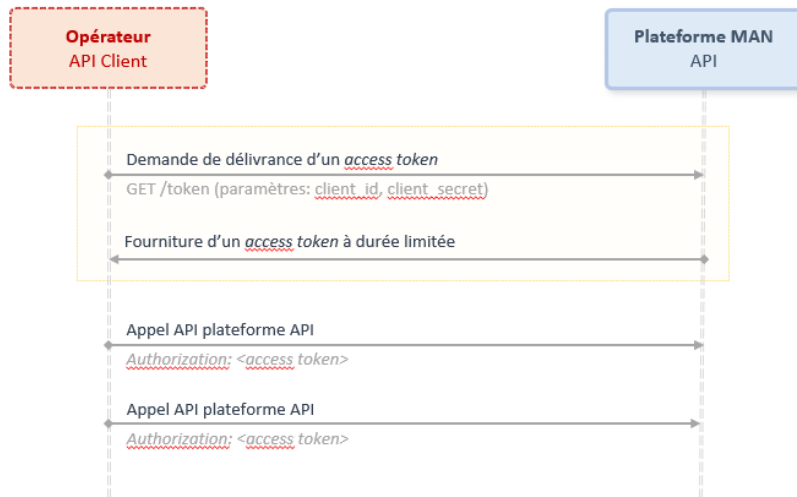 Opérateur
API Client
Plateforme MAN
API
Demande de délivrance d'un access token
GET /token (paramètres: client_id, client_secret)
Fourniture d'un access token à durée limitée
Appel API plateforme API
Authorization: <access token>
Appel API plateforme API
Authorization: <access token>